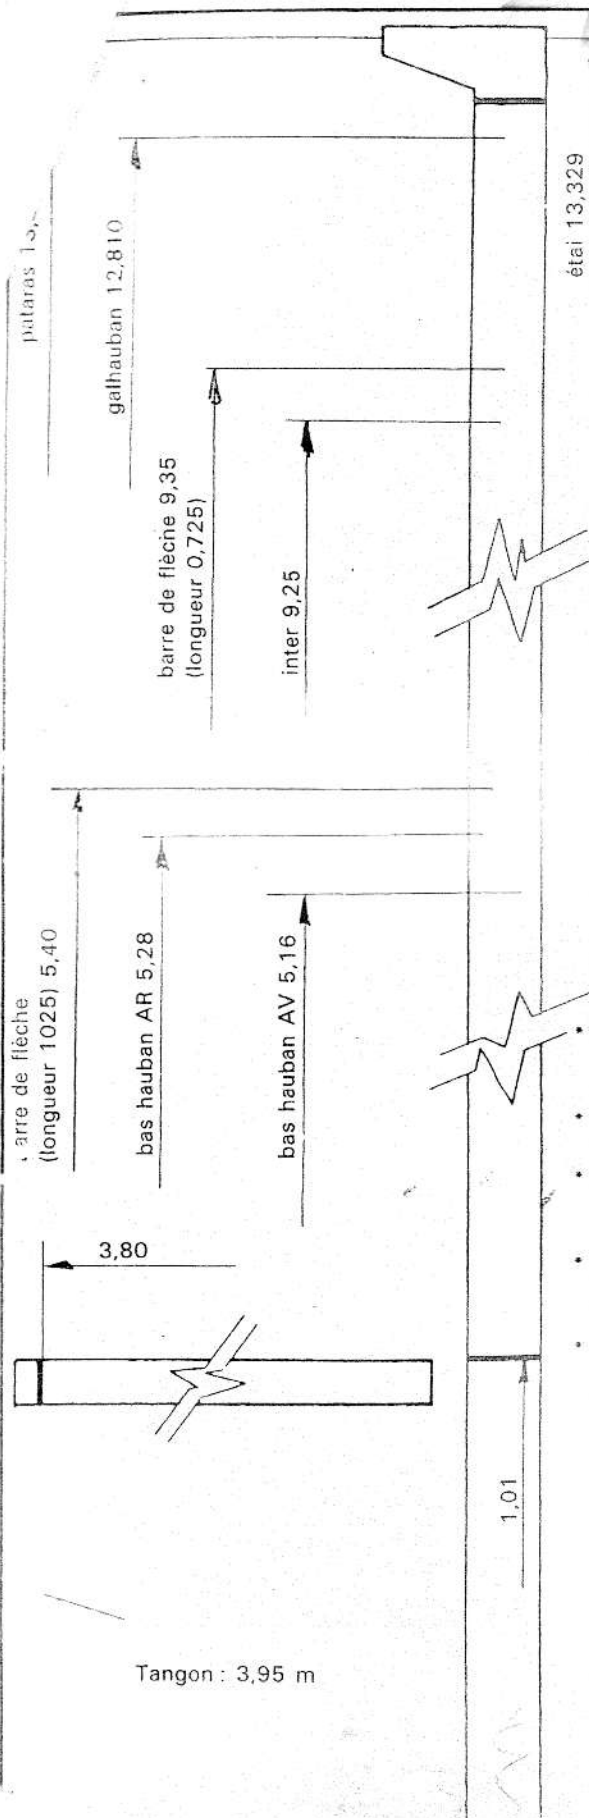 pataras
galhauban 12,810
étai 13,329
barre de flèche 9,35
(longueur 0,725)
inter 9,25
arre de flèche
(longueur 1025) 5,40
bas hauban AR 5,28
bas hauban AV 5,16
3,80
1,01
Tangon : 3,95 m